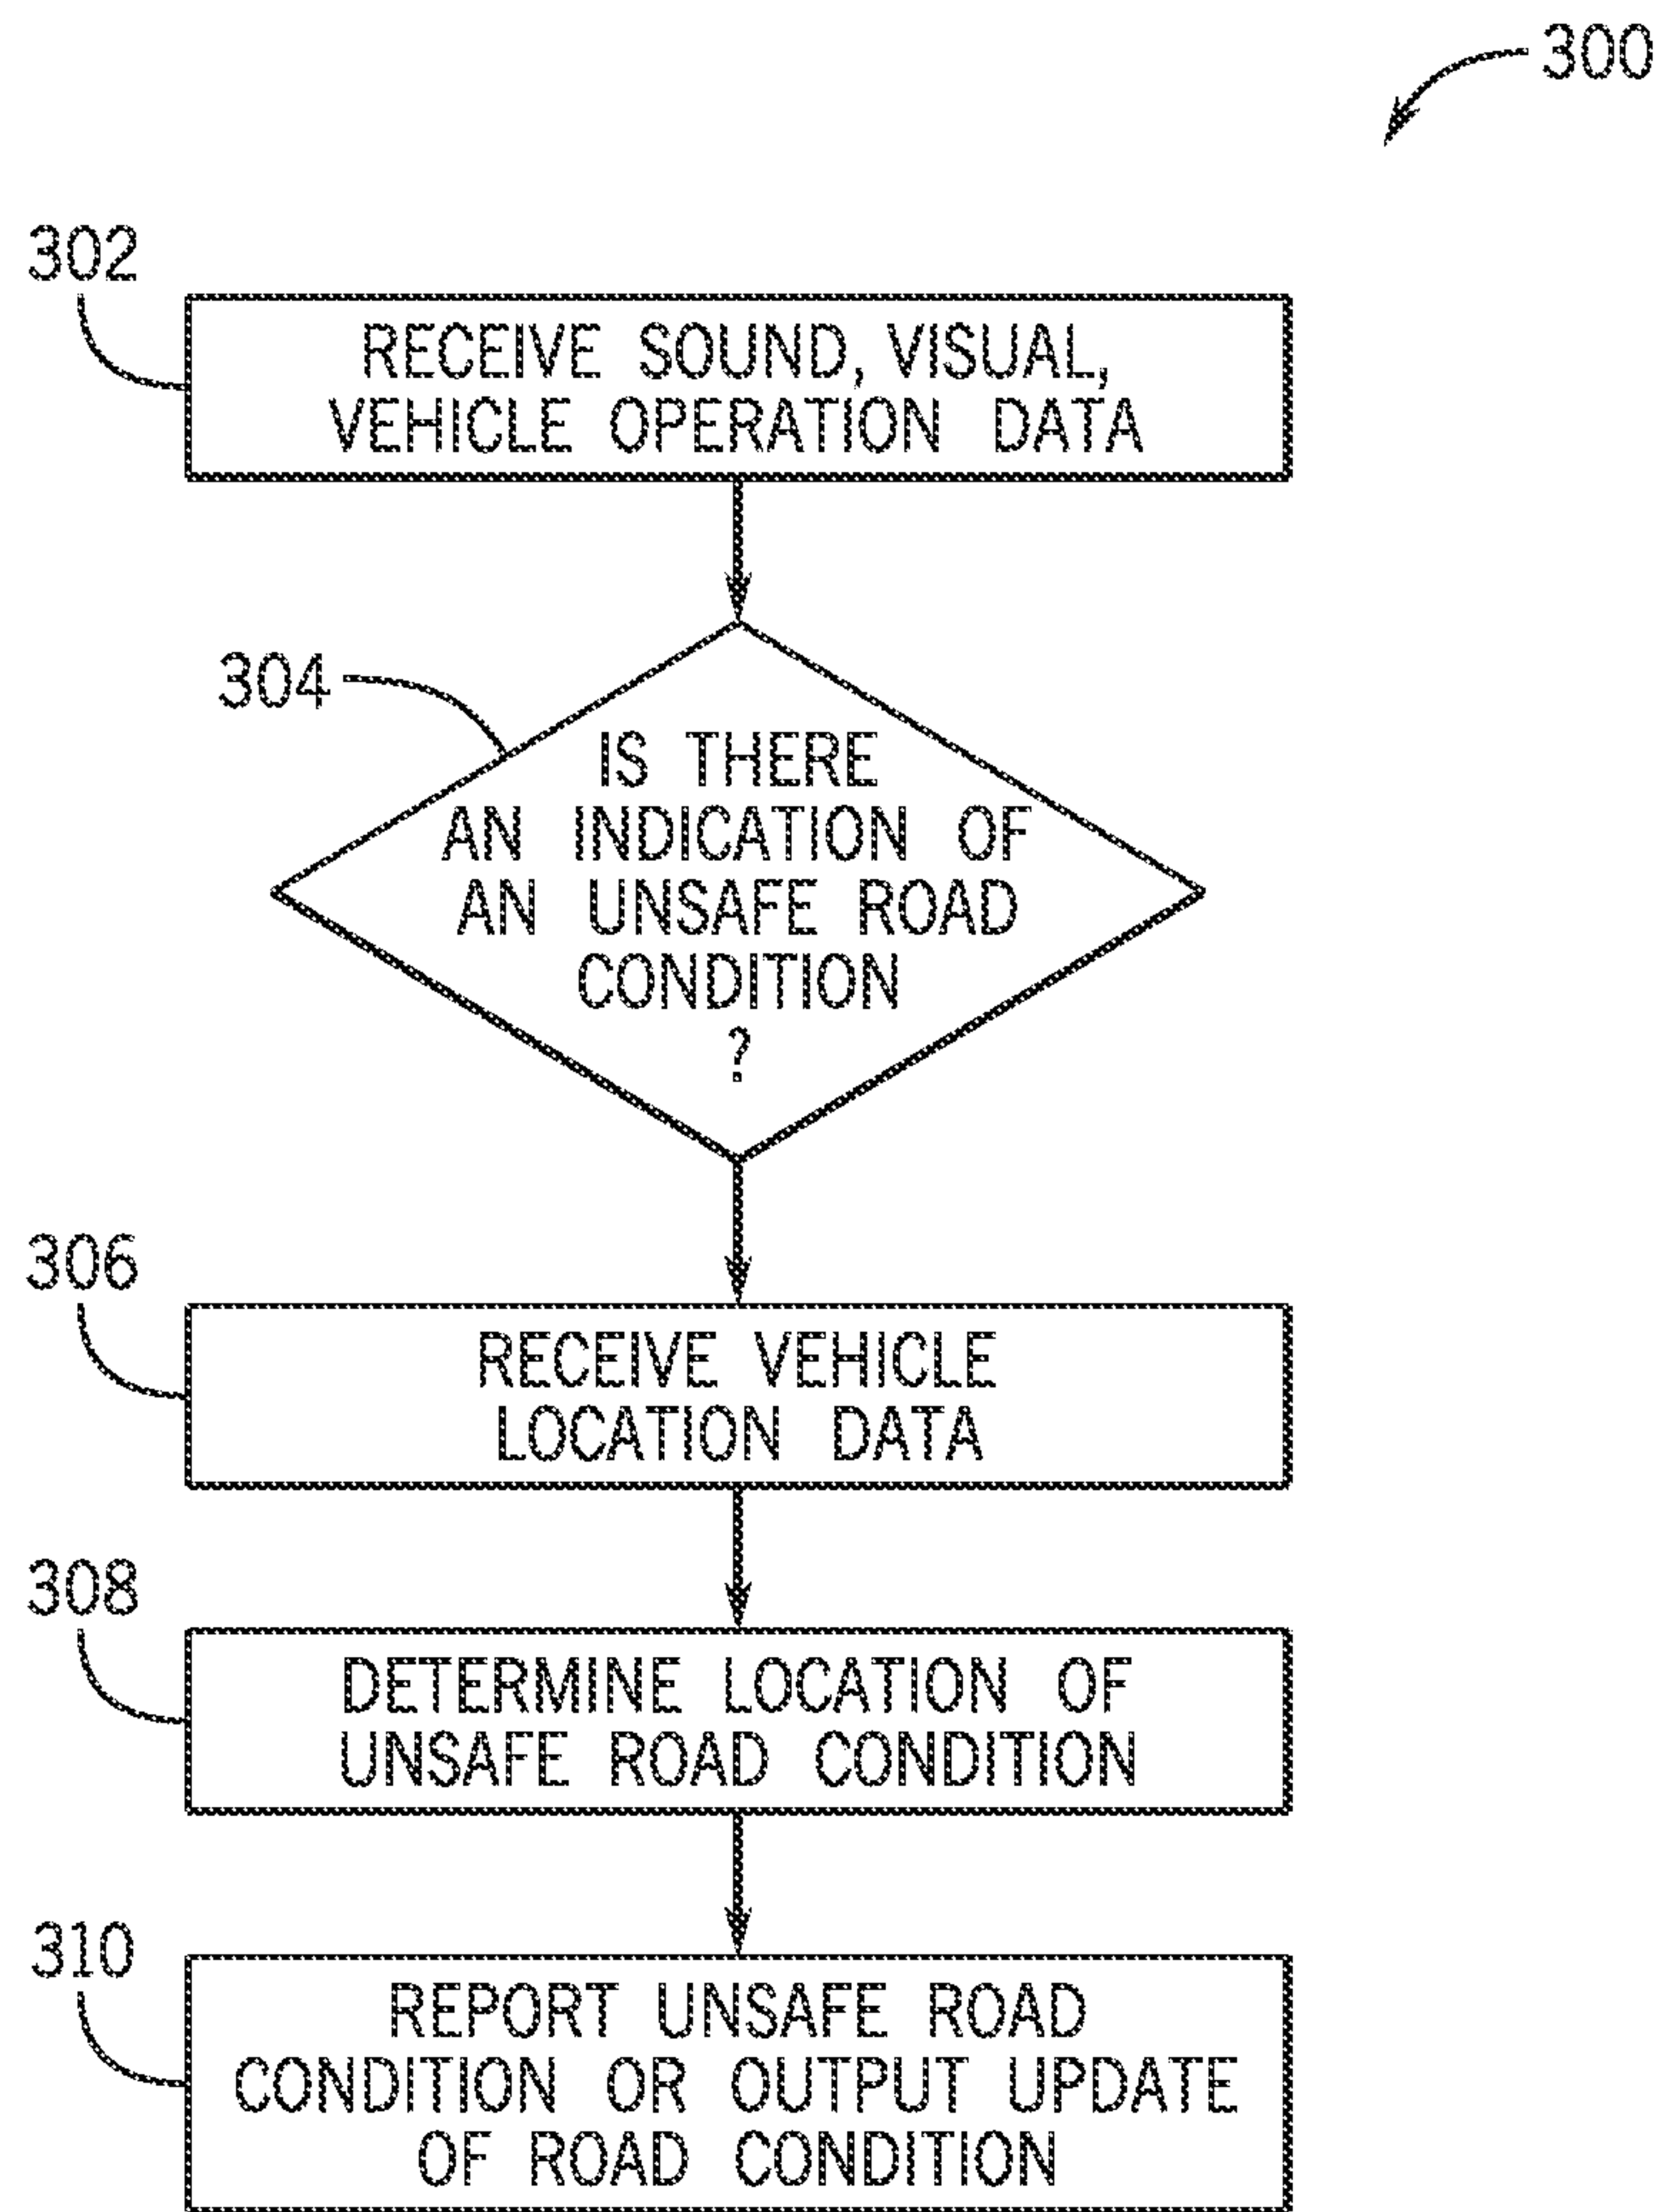 300
302
RECEIVE SOUND, VISUAL,
VEHICLE OPERATION DATA
304
IS THERE
AN INDICATION OF
AN UNSAFE ROAD
CONDITION
?
306
RECEIVE VEHICLE
LOCATION DATA
308
DETERMINE LOCATION OF
UNSAFE ROAD CONDITION
310
REPORT UNSAFE ROAD
CONDITION OR OUTPUT UPDATE
OF ROAD CONDITION